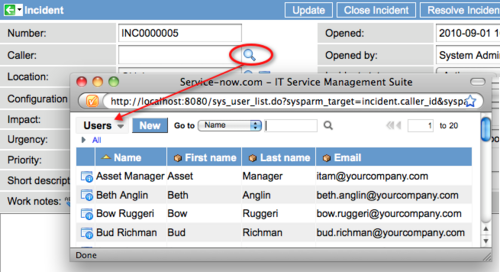 Incident Update Close Incident Resolve Incident
Number: INC0000005 Opened: 2010-09-01
Caller: Opened by: System Admin
Location:
Service-now.com – IT Service Management Suite
Configuration
http://localhost:8080/sys_user_list.do?sysparm_target=incident.caller_id&sysp
Impact:
Users New Go to Name 1 to 20
Urgency:
All
Priority:
Name First name Last name Email
Short descript
Asset Manager Asset Manager itam@yourcompany.com
Work notes:
Beth Anglin Beth Anglin beth.anglin@yourcompany.com
Bow Ruggeri Bow Ruggeri bow.ruggeri@yourcompany.com
Bud Richman Bud Richman bud.richman@yourcompany.com
Done